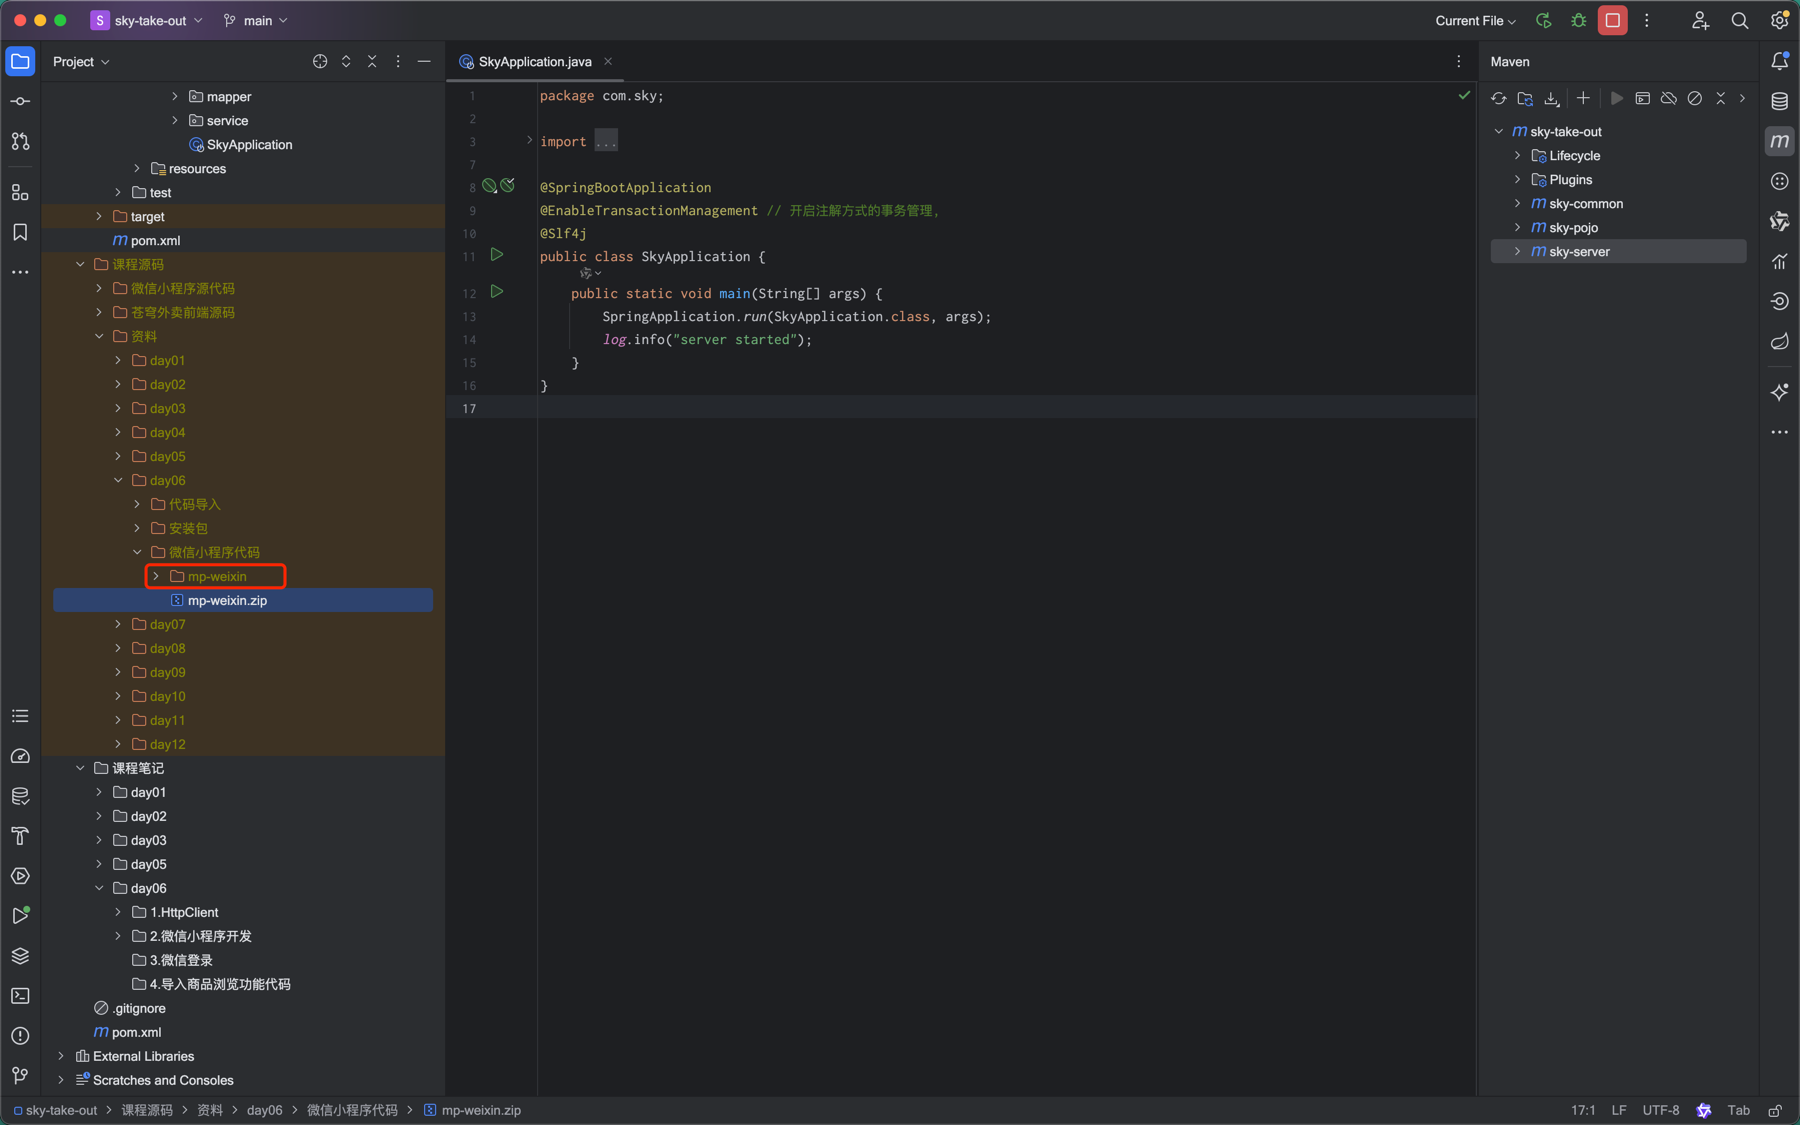 S sky-take-out main Current File
Project
SkyApplication.java
Maven
mapper
service
SkyApplication
resources
test
target
m pom.xml
课程源码
微信小程序源代码
苍穹外卖前端源码
资料
day01
day02
day03
day04
day05
day06
代码导入
安装包
微信小程序代码
mp-weixin
mp-weixin.zip
day07
day08
day09
day10
day11
day12
课程笔记
day01
day02
day03
day05
day06
1.HttpClient
2.微信小程序开发
3.微信登录
4.导入商品浏览功能代码
.gitignore
m pom.xml
External Libraries
Scratches and Consoles
1 package com.sky;
2
3 import ...
7
8 @SpringBootApplication
9 @EnableTransactionManagement // 开启注解方式的事务管理,
10 @Slf4j
11 public class SkyApplication {
12 public static void main(String[] args) {
13 SpringApplication.run(SkyApplication.class, args);
14 log.info("server started");
15 }
16 }
17
m sky-take-out
Lifecycle
Plugins
m sky-common
m sky-pojo
m sky-server
m
sky-take-out > 课程源码 > 资料 > day06 > 微信小程序代码 > mp-weixin.zip
17:1 LF UTF-8 Tab